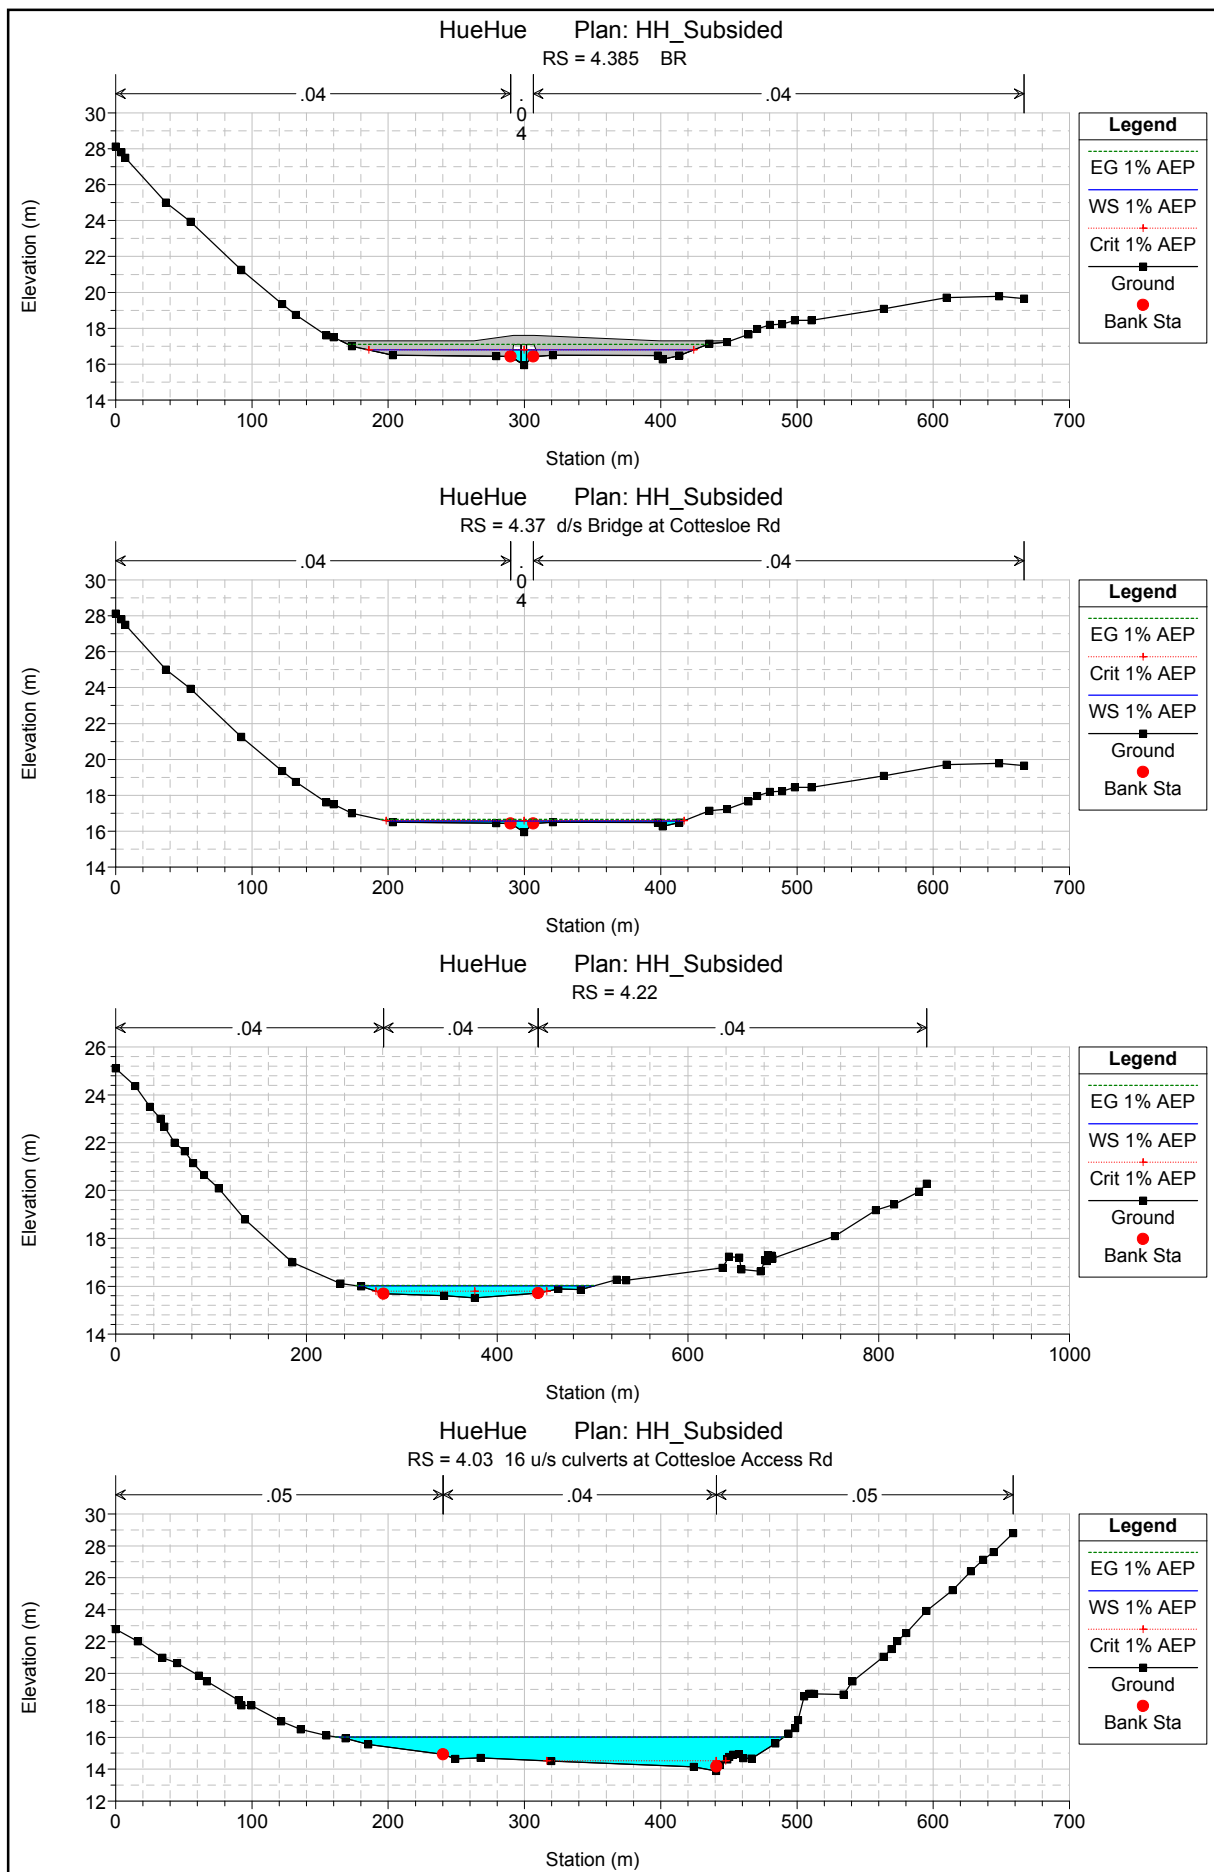 HueHue Plan: HH_Subsided
RS = 4.385 BR
.04 .04 .04
30
28
26
24
22
20
18
16
14
Elevation (m)
0 100 200 300 400 500 600 700
Station (m)
Legend
EG 1% AEP
WS 1% AEP
Crit 1% AEP
Ground
Bank Sta
HueHue Plan: HH_Subsided
RS = 4.37 d/s Bridge at Cottesloe Rd
.04 .04 .04
30
28
26
24
22
20
18
16
14
Elevation (m)
0 100 200 300 400 500 600 700
Station (m)
Legend
EG 1% AEP
Crit 1% AEP
WS 1% AEP
Ground
Bank Sta
HueHue Plan: HH_Subsided
RS = 4.22
.04 .04 .04
26
24
22
20
18
16
14
Elevation (m)
0 200 400 600 800 1000
Station (m)
Legend
EG 1% AEP
WS 1% AEP
Crit 1% AEP
Ground
Bank Sta
HueHue Plan: HH_Subsided
RS = 4.03 16 u/s culverts at Cottesloe Access Rd
.05 .04 .05
30
28
26
24
22
20
18
16
14
12
Elevation (m)
0 100 200 300 400 500 600 700
Station (m)
Legend
EG 1% AEP
WS 1% AEP
Crit 1% AEP
Ground
Bank Sta